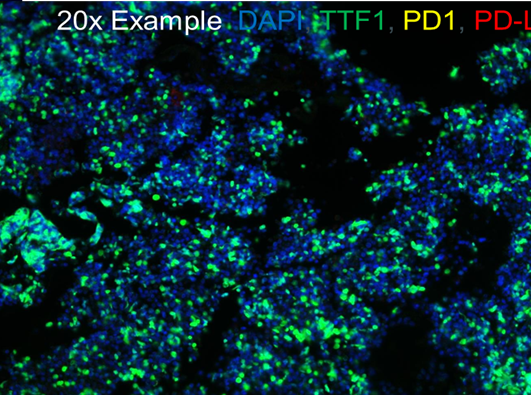 20x Example DAPI, TTF1, PD1, PD-L